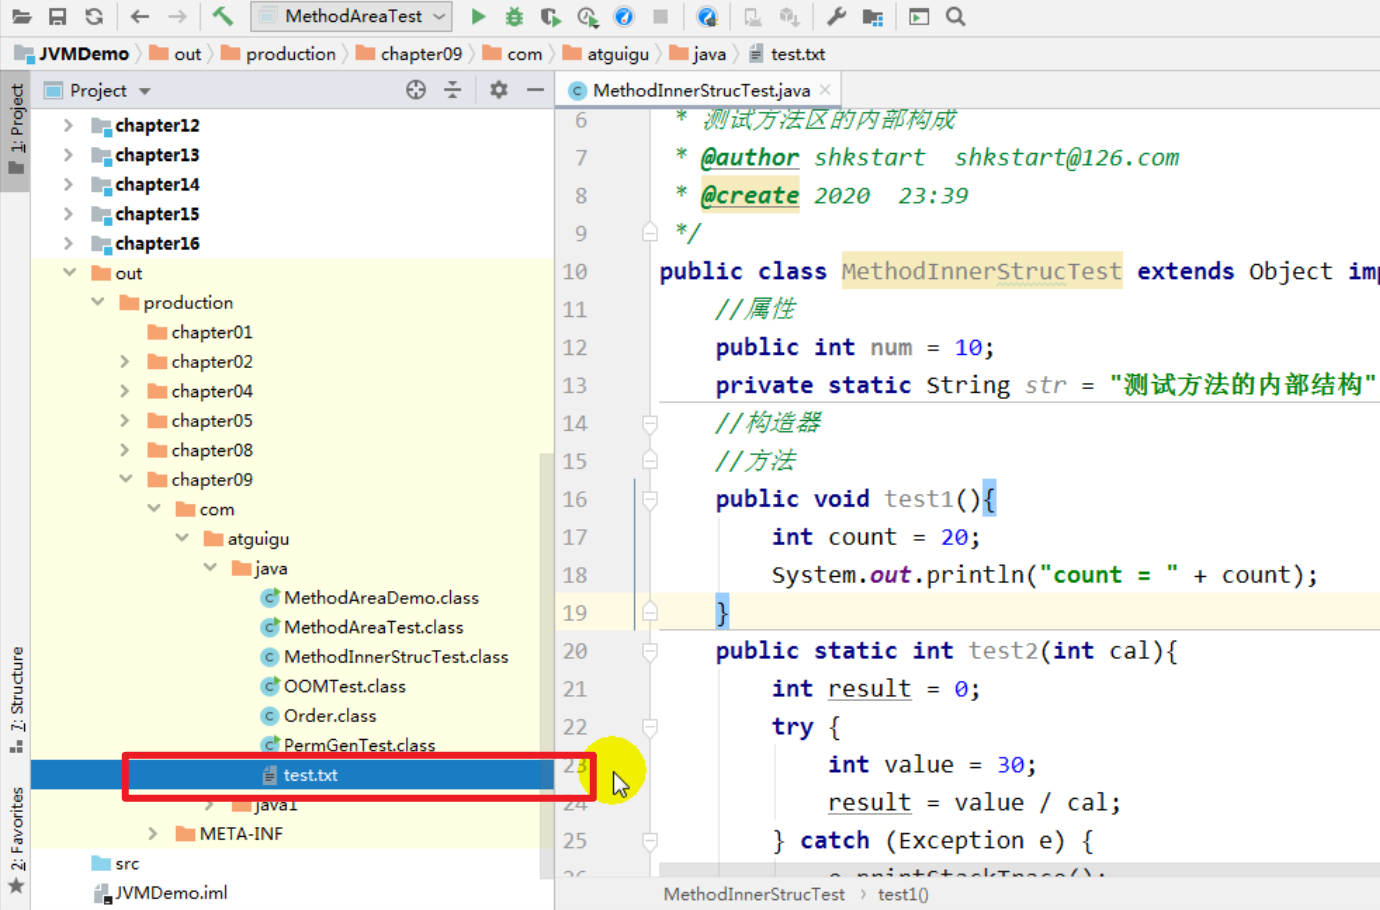 MethodAreaTest
JVMDemo out production chapter09 com atguigu java test.txt
1: Project
7: Structure
2: Favorites
Project
chapter12
chapter13
chapter14
chapter15
chapter16
out
production
chapter01
chapter02
chapter04
chapter05
chapter08
chapter09
com
atguigu
java
MethodAreaDemo.class
MethodAreaTest.class
MethodInnerStrucTest.class
OOMTest.class
Order.class
PermGenTest.class
test.txt
java1
META-INF
src
JVMDemo.iml
MethodInnerStrucTest.java
6 * 测试方法区的内部构成
7 * @author shkstart  shkstart@126.com
8 * @create 2020  23:39
9 */
10 public class MethodInnerStrucTest extends Object imp
11 //属性
12 public int num = 10;
13 private static String str = "测试方法的内部结构"
14 //构造器
15 //方法
16 public void test1(){
17 int count = 20;
18 System.out.println("count = " + count);
19 }
20 public static int test2(int cal){
21 int result = 0;
22 try {
23 int value = 30;
24 result = value / cal;
25 } catch (Exception e) {
26 e.printStackTrace();
MethodInnerStrucTest › test1()